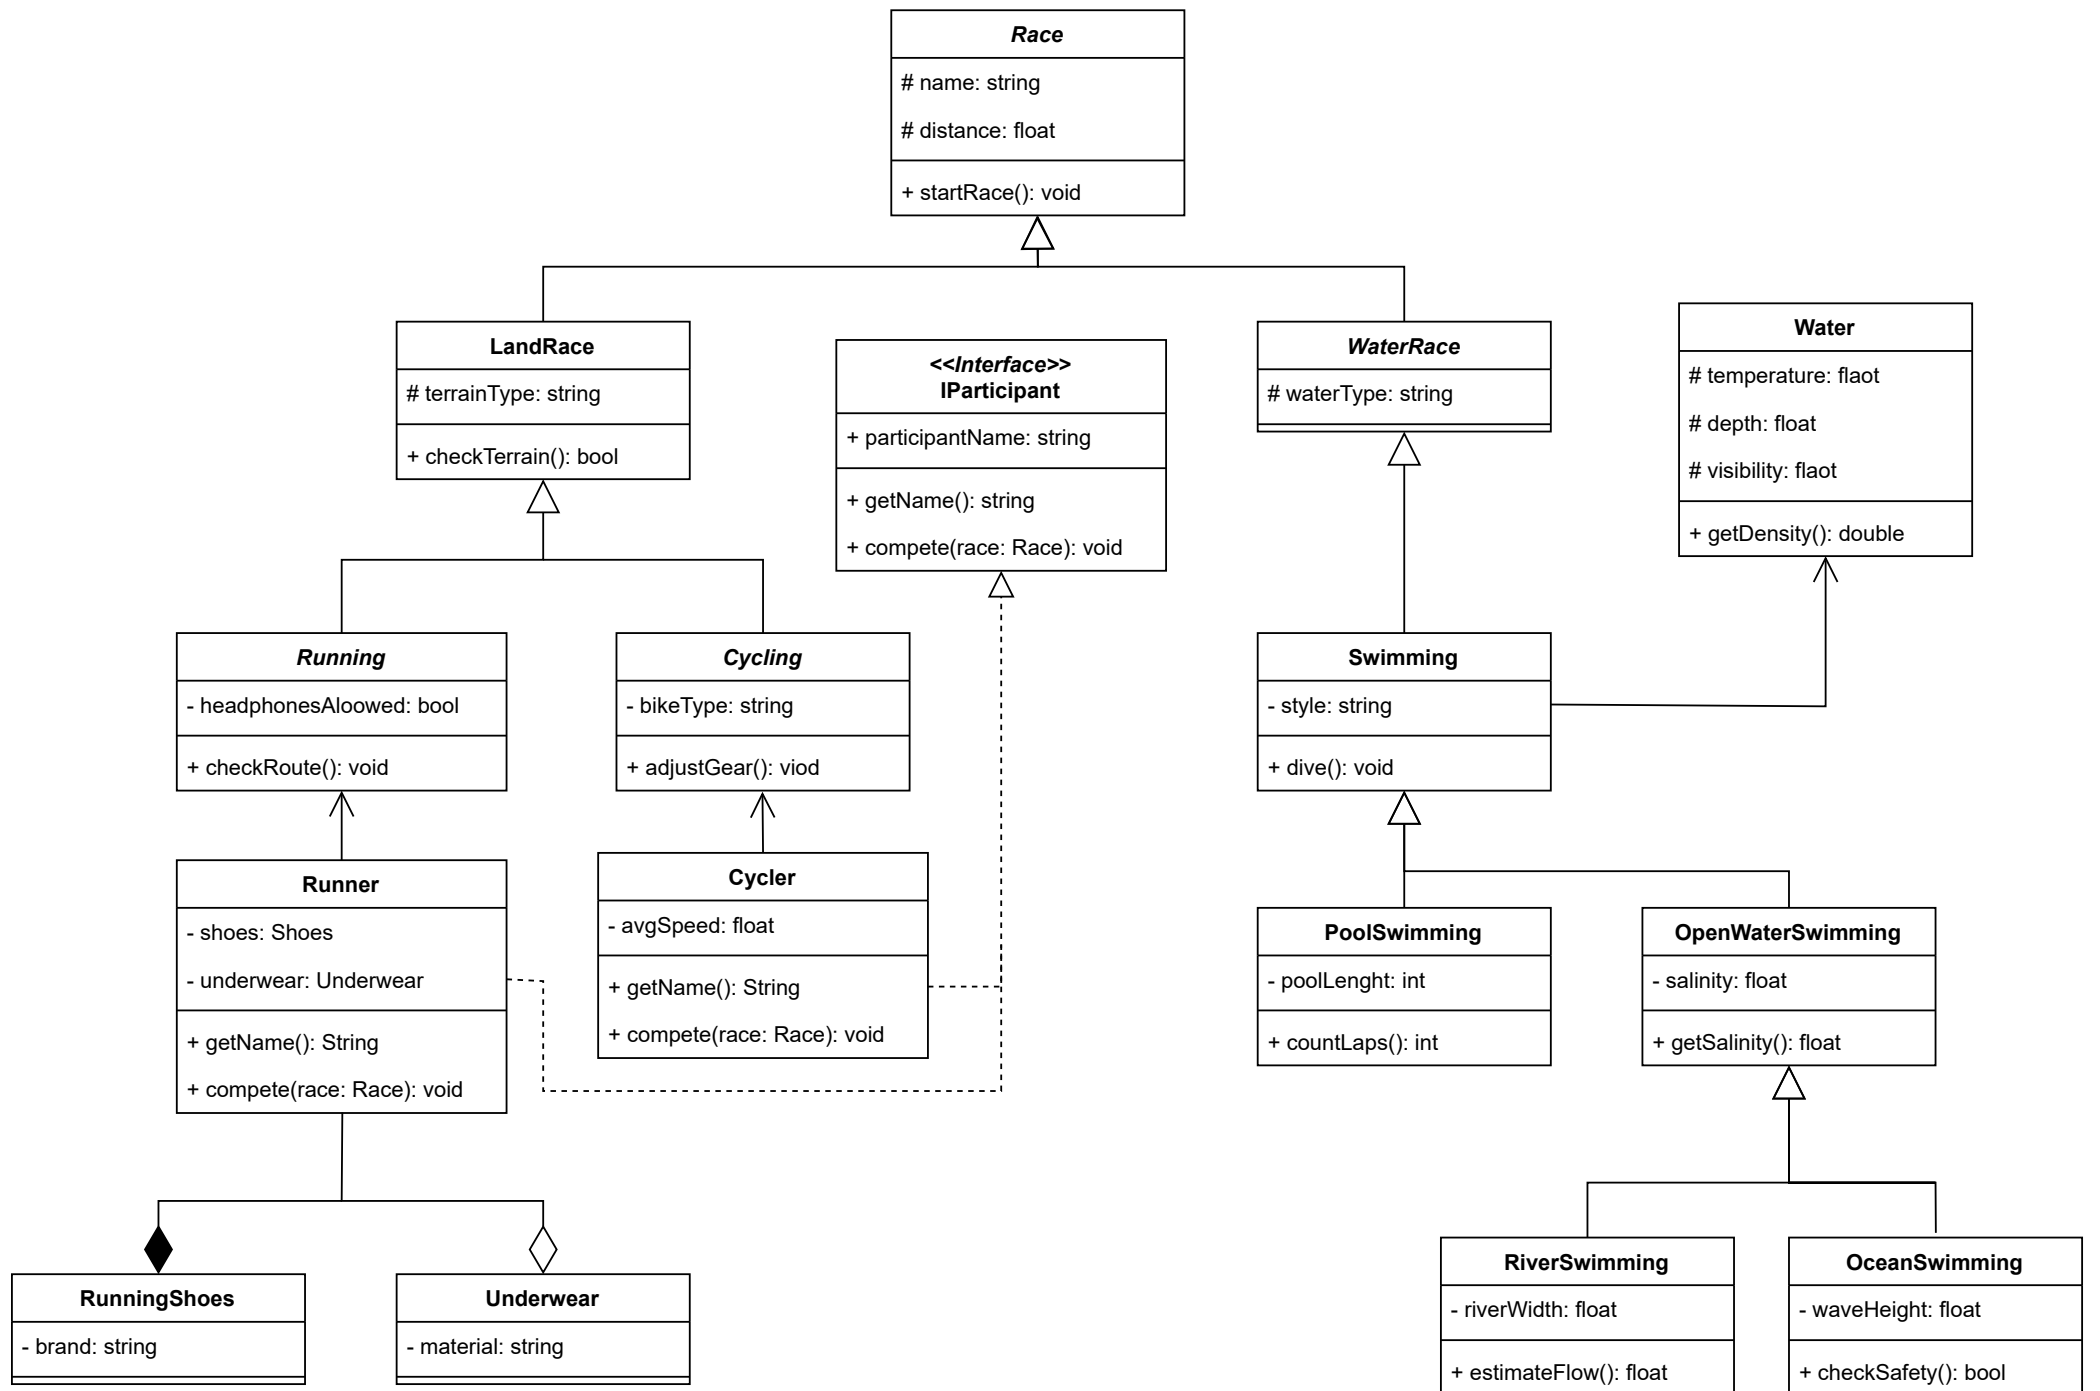 Race
# name: string
# distance: float
+ startRace(): void
LandRace
# terrainType: string
+ checkTerrain(): bool
<<Interface>>
IParticipant
+ participantName: string
+ getName(): string
+ compete(race: Race): void
WaterRace
# waterType: string
Water
# temperature: flaot
# depth: float
# visibility: flaot
+ getDensity(): double
Running
- headphonesAloowed: bool
+ checkRoute(): void
Cycling
- bikeType: string
+ adjustGear(): viod
Swimming
- style: string
+ dive(): void
Runner
- shoes: Shoes
- underwear: Underwear
+ getName(): String
+ compete(race: Race): void
Cycler
- avgSpeed: float
+ getName(): String
+ compete(race: Race): void
PoolSwimming
- poolLenght: int
+ countLaps(): int
OpenWaterSwimming
- salinity: float
+ getSalinity(): float
RunningShoes
- brand: string
Underwear
- material: string
RiverSwimming
- riverWidth: float
+ estimateFlow(): float
OceanSwimming
- waveHeight: float
+ checkSafety(): bool